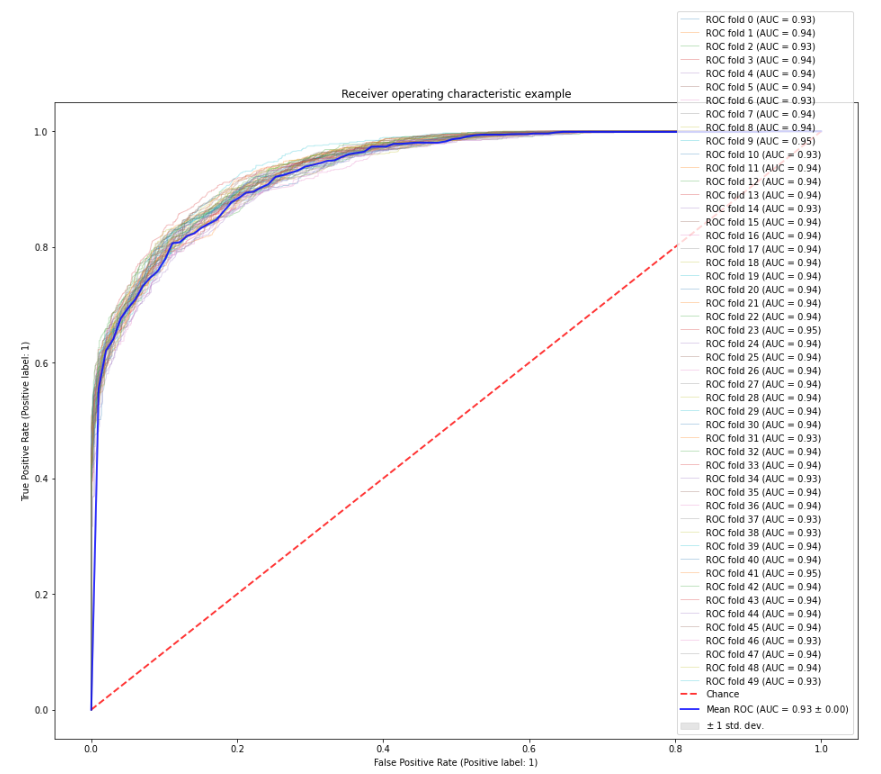 Receiver operating characteristic example
True Positive Rate (Positive label: 1)
1.0
0.8
0.6
0.4
0.2
0.0
0.0
0.2
0.4
0.6
0.8
1.0
False Positive Rate (Positive label: 1)
ROC fold 0 (AUC = 0.93)
ROC fold 1 (AUC = 0.94)
ROC fold 2 (AUC = 0.93)
ROC fold 3 (AUC = 0.94)
ROC fold 4 (AUC = 0.94)
ROC fold 5 (AUC = 0.94)
ROC fold 6 (AUC = 0.93)
ROC fold 7 (AUC = 0.94)
ROC fold 8 (AUC = 0.94)
ROC fold 9 (AUC = 0.95)
ROC fold 10 (AUC = 0.93)
ROC fold 11 (AUC = 0.94)
ROC fold 12 (AUC = 0.94)
ROC fold 13 (AUC = 0.94)
ROC fold 14 (AUC = 0.93)
ROC fold 15 (AUC = 0.94)
ROC fold 16 (AUC = 0.94)
ROC fold 17 (AUC = 0.94)
ROC fold 18 (AUC = 0.94)
ROC fold 19 (AUC = 0.94)
ROC fold 20 (AUC = 0.94)
ROC fold 21 (AUC = 0.94)
ROC fold 22 (AUC = 0.94)
ROC fold 23 (AUC = 0.95)
ROC fold 24 (AUC = 0.94)
ROC fold 25 (AUC = 0.94)
ROC fold 26 (AUC = 0.94)
ROC fold 27 (AUC = 0.94)
ROC fold 28 (AUC = 0.94)
ROC fold 29 (AUC = 0.94)
ROC fold 30 (AUC = 0.94)
ROC fold 31 (AUC = 0.93)
ROC fold 32 (AUC = 0.94)
ROC fold 33 (AUC = 0.94)
ROC fold 34 (AUC = 0.93)
ROC fold 35 (AUC = 0.94)
ROC fold 36 (AUC = 0.94)
ROC fold 37 (AUC = 0.93)
ROC fold 38 (AUC = 0.93)
ROC fold 39 (AUC = 0.94)
ROC fold 40 (AUC = 0.94)
ROC fold 41 (AUC = 0.95)
ROC fold 42 (AUC = 0.94)
ROC fold 43 (AUC = 0.94)
ROC fold 44 (AUC = 0.94)
ROC fold 45 (AUC = 0.94)
ROC fold 46 (AUC = 0.93)
ROC fold 47 (AUC = 0.94)
ROC fold 48 (AUC = 0.94)
ROC fold 49 (AUC = 0.93)
Chance
Mean ROC (AUC = 0.93 ± 0.00)
± 1 std. dev.